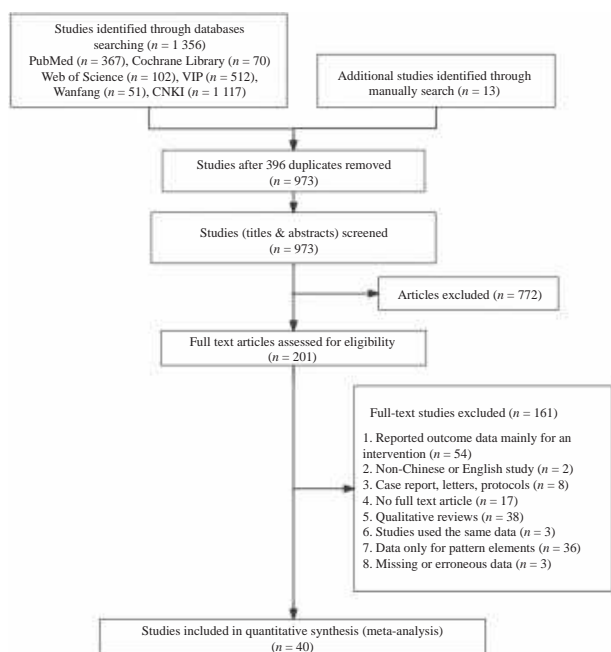 Studies identified through databases
searching (n = 1 356)
PubMed (n = 367), Cochrane Library (n = 70)
Web of Science (n = 102), VIP (n = 512),
Wanfang (n = 51), CNKI (n = 1 117)
Additional studies identified through
manually search (n = 13)
Studies after 396 duplicates removed
(n = 973)
Studies (titles & abstracts) screened
(n = 973)
Articles excluded (n = 772)
Full text articles assessed for eligibility
(n = 201)
Full-text studies excluded (n = 161)
1. Reported outcome data mainly for an
intervention (n = 54)
2. Non-Chinese or English study (n = 2)
3. Case report, letters, protocols (n = 8)
4. No full text article (n = 17)
5. Qualitative reviews (n = 38)
6. Studies used the same data (n = 3)
7. Data only for pattern elements (n = 36)
8. Missing or erroneous data (n = 3)
Studies included in quantitative synthesis (meta-analysis)
(n = 40)